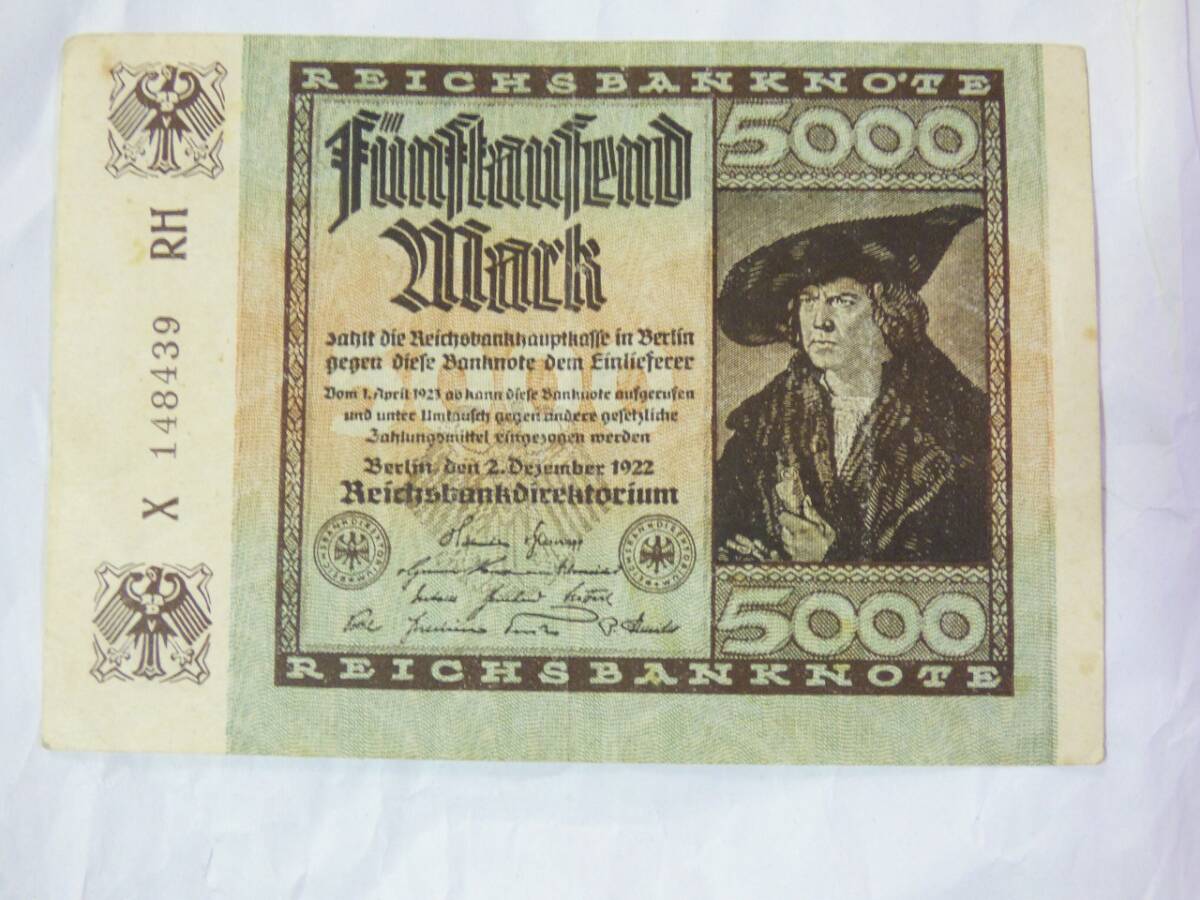 REICHSBANKNOTE
Fünftausend
Mark
zahlt die Reichsbankhauptkasse in Berlin
gegen diese Banknote dem Einlieferer
Vom 1. April 1923 ab kann diese Banknote aufgerufen
und unter Umtausch gegen andere gesetzliche
Zahlungsmittel eingezogen werden
Berlin, den 2. Dezember 1922
Reichsbankdirektorium
REICHSBANKDIREKTORIUM
REICHSBANKDIREKTORIUM
5000
5000
REICHSBANKNOTE
X 148439 RH